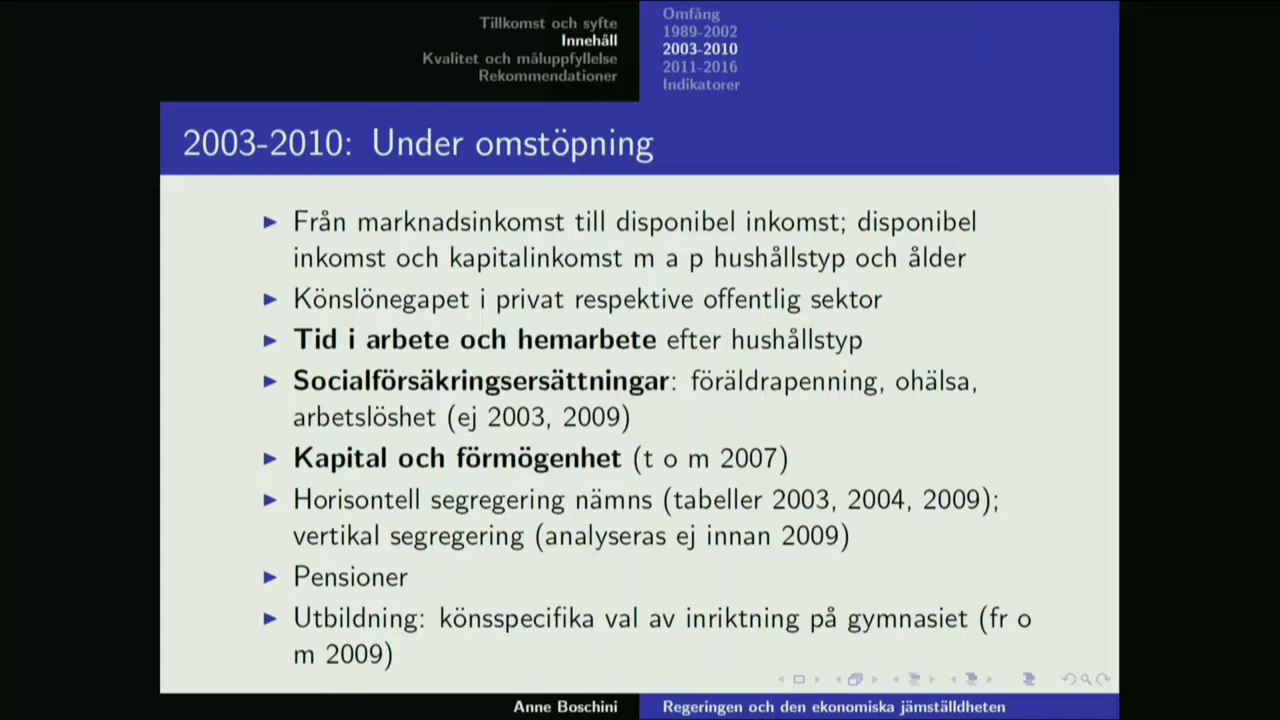 Tillkomst och syfte
Innehåll
Kvalitet och måluppfyllelse
Rekommendationer
Omfång
1989-2002
2003-2010
2011-2016
Indikatorer
2003-2010: Under omstöpning
Från marknadsinkomst till disponibel inkomst; disponibel
inkomst och kapitalinkomst m a p hushållstyp och ålder
Könslönegapet i privat respektive offentlig sektor
Tid i arbete och hemarbete efter hushållstyp
Socialförsäkringsersättningar: föräldrapenning, ohälsa,
arbetslöshet (ej 2003, 2009)
Kapital och förmögenhet (t o m 2007)
Horisontell segregering nämns (tabeller 2003, 2004, 2009);
vertikal segregering (analyseras ej innan 2009)
Pensioner
Utbildning: könsspecifika val av inriktning på gymnasiet (fr o
m 2009)
Anne Boschini
Regeringen och den ekonomiska jämställdheten